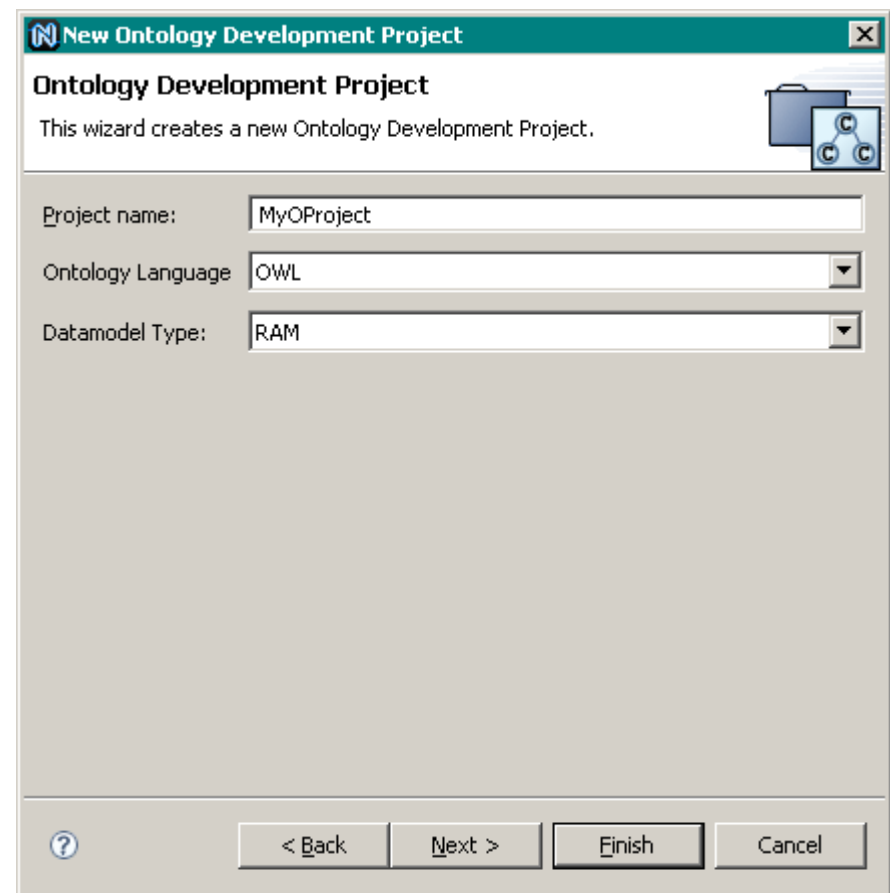 New Ontology Development Project
Ontology Development Project
This wizard creates a new Ontology Development Project.
C
C C
Project name: MyOProject
Ontology Language OWL
Datamodel Type: RAM
? < Back Next > Finish Cancel